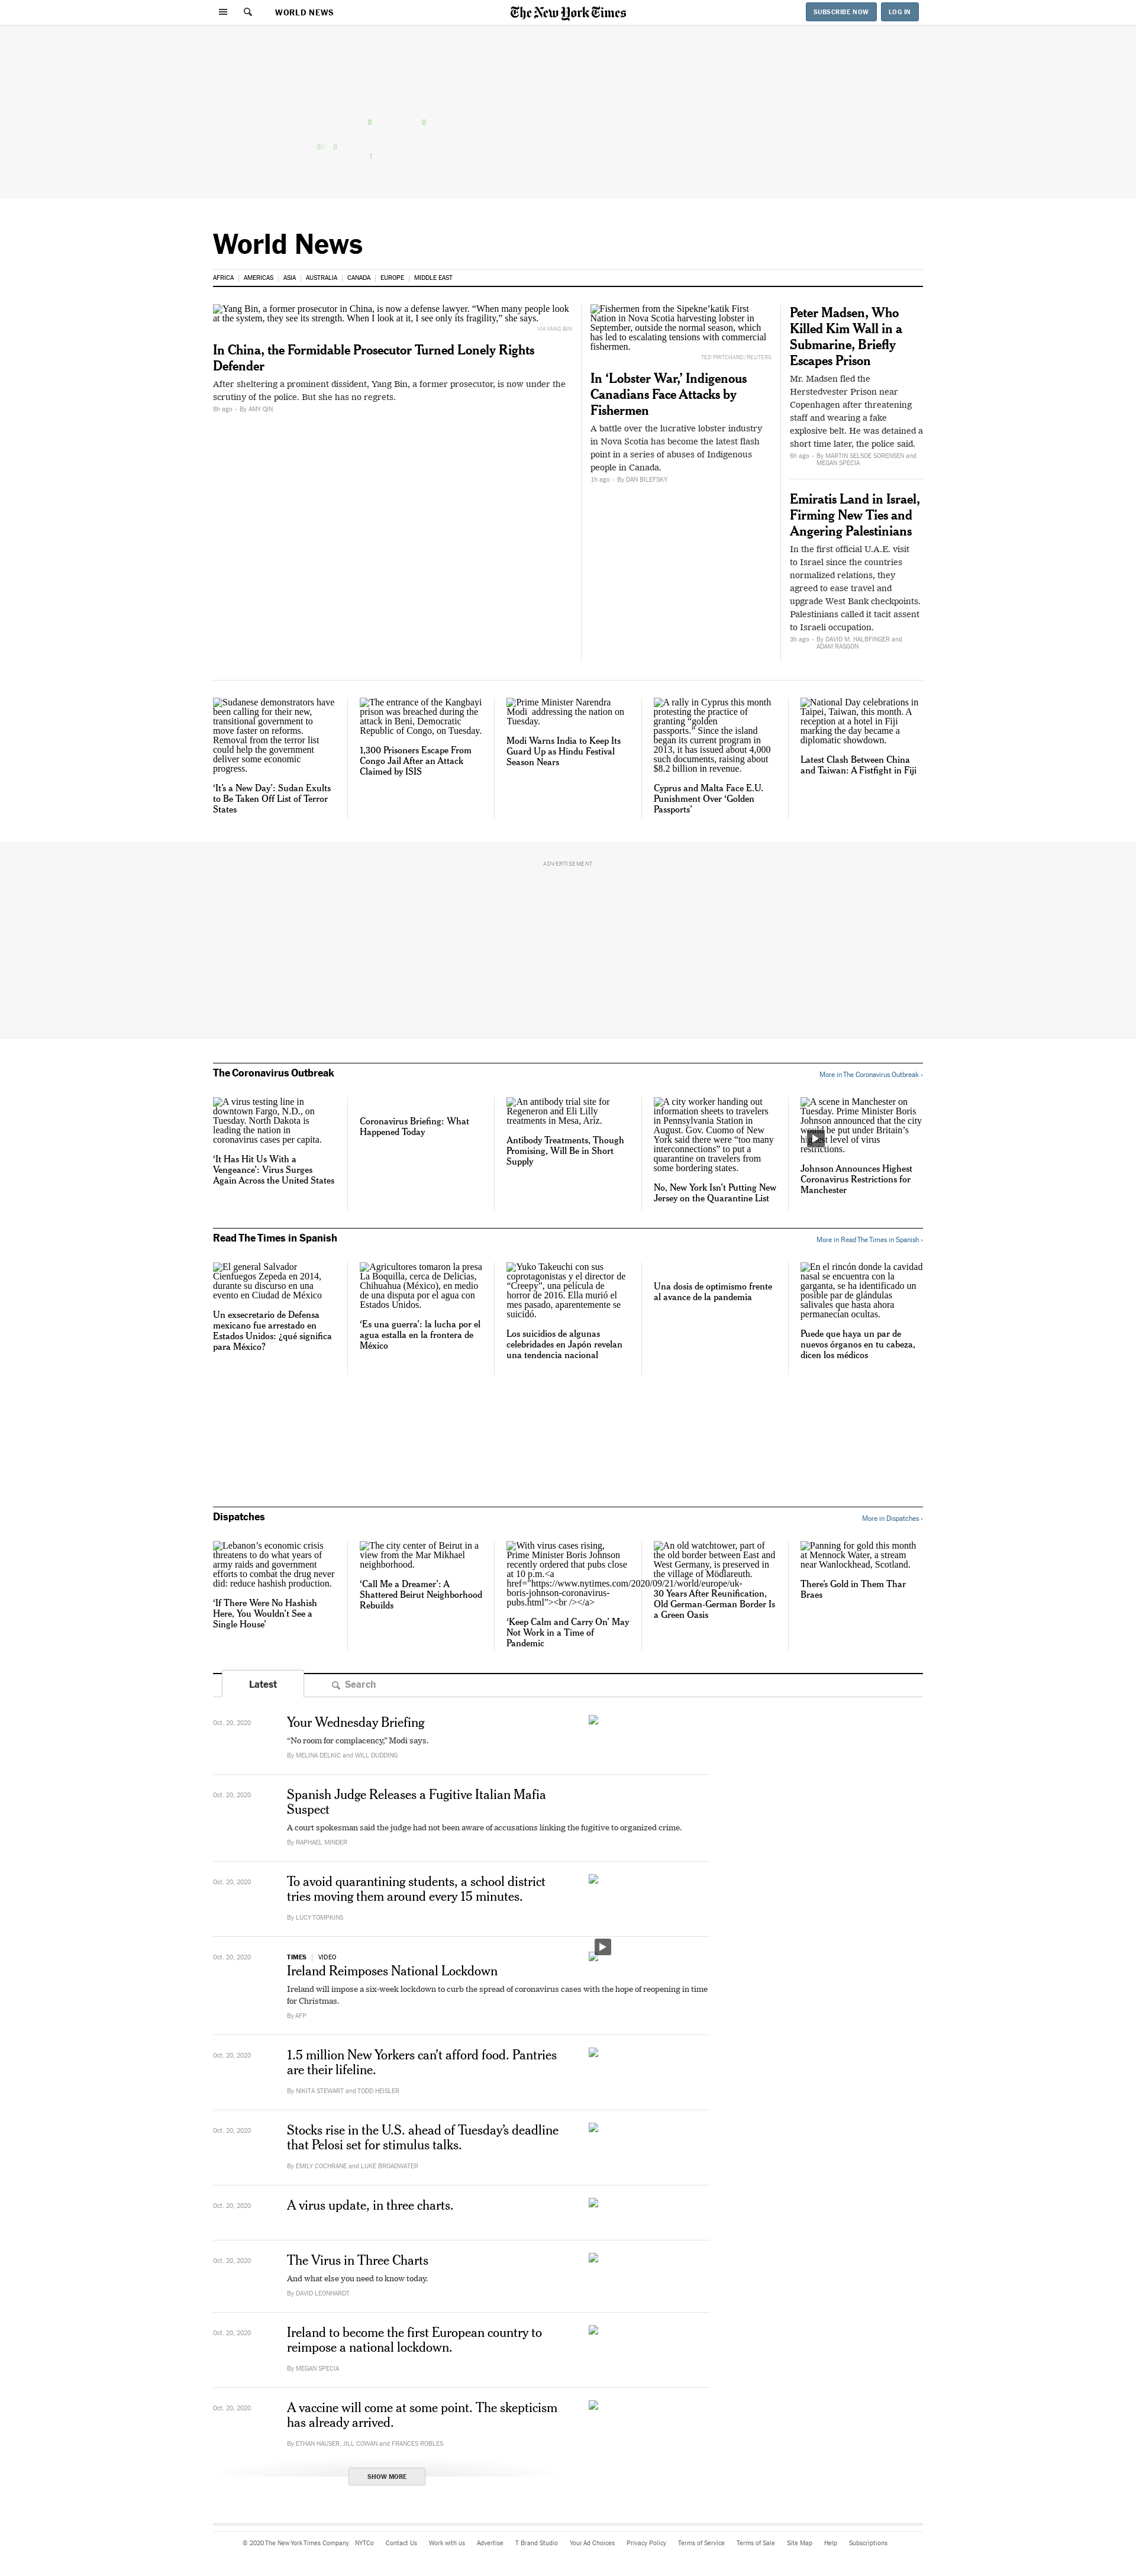 WORLD NEWS
The New York Times
SUBSCRIBE NOW
LOG IN
World News
AFRICA
AMERICAS
ASIA
AUSTRALIA
CANADA
EUROPE
MIDDLE EAST
Yang Bin, a former prosecutor in China, is now a defense lawyer. “When many people look
at the system, they see its strength. When I look at it, I see only its fragility,” she says.
VIA YANG BIN
In China, the Formidable Prosecutor Turned Lonely Rights
Defender
After sheltering a prominent dissident, Yang Bin, a former prosecutor, is now under the
scrutiny of the police. But she has no regrets.
8h ago – By AMY QIN
Fishermen from the Sipekne’katik First
Nation in Nova Scotia harvesting lobster in
September, outside the normal season, which
has led to escalating tensions with commercial
fishermen.
TED PRITCHARD/REUTERS
In ‘Lobster War,’ Indigenous
Canadians Face Attacks by
Fishermen
A battle over the lucrative lobster industry
in Nova Scotia has become the latest flash
point in a series of abuses of Indigenous
people in Canada.
1h ago – By DAN BILEFSKY
Peter Madsen, Who
Killed Kim Wall in a
Submarine, Briefly
Escapes Prison
Mr. Madsen fled the
Herstedvester Prison near
Copenhagen after threatening
staff and wearing a fake
explosive belt. He was detained a
short time later, the police said.
6h ago – By MARTIN SELSOE SORENSEN and
MEGAN SPECIA
Emiratis Land in Israel,
Firming New Ties and
Angering Palestinians
In the first official U.A.E. visit
to Israel since the countries
normalized relations, they
agreed to ease travel and
upgrade West Bank checkpoints.
Palestinians called it tacit assent
to Israeli occupation.
3h ago – By DAVID M. HALBFINGER and
ADAM RASGON
Sudanese demonstrators have
been calling for their new,
transitional government to
move faster on reforms.
Removal from the terror list
could help the government
deliver some economic
progress.
‘It’s a New Day’: Sudan Exults
to Be Taken Off List of Terror
States
The entrance of the Kangbayi
prison was breached during the
attack in Beni, Democratic
Republic of Congo, on Tuesday.
1,300 Prisoners Escape From
Congo Jail After an Attack
Claimed by ISIS
Prime Minister Narendra
Modi addressing the nation on
Tuesday.
Modi Warns India to Keep Its
Guard Up as Hindu Festival
Season Nears
A rally in Cyprus this month
protesting the practice of
granting “golden
passports.” Since the island
began its current program in
2013, it has issued about 4,000
such documents, raising about
$8.2 billion in revenue.
Cyprus and Malta Face E.U.
Punishment Over ‘Golden
Passports’
National Day celebrations in
Taipei, Taiwan, this month. A
reception at a hotel in Fiji
marking the day became a
diplomatic showdown.
Latest Clash Between China
and Taiwan: A Fistfight in Fiji
ADVERTISEMENT
The Coronavirus Outbreak
More in The Coronavirus Outbreak ›
A virus testing line in
downtown Fargo, N.D., on
Tuesday. North Dakota is
leading the nation in
coronavirus cases per capita.
‘It Has Hit Us With a
Vengeance’: Virus Surges
Again Across the United States
Coronavirus Briefing: What
Happened Today
An antibody trial site for
Regeneron and Eli Lilly
treatments in Mesa, Ariz.
Antibody Treatments, Though
Promising, Will Be in Short
Supply
A city worker handing out
information sheets to travelers
in Pennsylvania Station in
August. Gov. Cuomo of New
York said there were “too many
interconnections” to put a
quarantine on travelers from
some bordering states.
No, New York Isn’t Putting New
Jersey on the Quarantine List
A scene in Manchester on
Tuesday. Prime Minister Boris
Johnson announced that the city
would be put under Britain’s
level of virus
restrictions.
Johnson Announces Highest
Coronavirus Restrictions for
Manchester
Read The Times in Spanish
More in Read The Times in Spanish ›
El general Salvador
Cienfuegos Zepeda en 2014,
durante su discurso en una
evento en Ciudad de México
Un exsecretario de Defensa
mexicano fue arrestado en
Estados Unidos: ¿qué significa
para México?
Agricultores tomaron la presa
La Boquilla, cerca de Delicias,
Chihuahua (México), en medio
de una disputa por el agua con
Estados Unidos.
‘Es una guerra’: la lucha por el
agua estalla en la frontera de
México
Yuko Takeuchi con sus
coprotagonistas y el director de
“Creepy”, una película de
horror de 2016. Ella murió el
mes pasado, aparentemente se
suicidó.
Los suicidios de algunas
celebridades en Japón revelan
una tendencia nacional
Una dosis de optimismo frente
al avance de la pandemia
En el rincón donde la cavidad
nasal se encuentra con la
garganta, se ha identificado un
posible par de glándulas
salivales que hasta ahora
permanecían ocultas.
Puede que haya un par de
nuevos órganos en tu cabeza,
dicen los médicos
Dispatches
More in Dispatches ›
Lebanon’s economic crisis
threatens to do what years of
army raids and government
efforts to combat the drug never
did: reduce hashish production.
‘If There Were No Hashish
Here, You Wouldn’t See a
Single House’
The city center of Beirut in a
view from the Mar Mikhael
neighborhood.
‘Call Me a Dreamer’: A
Shattered Beirut Neighborhood
Rebuilds
With virus cases rising,
Prime Minister Boris Johnson
recently ordered that pubs close
at 10 p.m.<a
href="https://www.nytimes.com/2020/09/21/world/europe/uk-
boris-johnson-coronavirus-
pubs.html"><br /></a>
‘Keep Calm and Carry On’ May
Not Work in a Time of
Pandemic
An old watchtower, part of
the old border between East and
West Germany, is preserved in
the village of Mödlareuth.
30 Years After Reunification,
Old German-German Border Is
a Green Oasis
Panning for gold this month
at Mennock Water, a stream
near Wanlockhead, Scotland.
There’s Gold in Them Thar
Braes
Latest
Search
Oct. 20, 2020
Your Wednesday Briefing
“No room for complacency,” Modi says.
By MELINA DELKIC and WILL DUDDING
Oct. 20, 2020
Spanish Judge Releases a Fugitive Italian Mafia
Suspect
A court spokesman said the judge had not been aware of accusations linking the fugitive to organized crime.
By RAPHAEL MINDER
Oct. 20, 2020
To avoid quarantining students, a school district
tries moving them around every 15 minutes.
By LUCY TOMPKINS
Oct. 20, 2020
TIMES VIDEO
Ireland Reimposes National Lockdown
Ireland will impose a six-week lockdown to curb the spread of coronavirus cases with the hope of reopening in time
for Christmas.
By AFP
Oct. 20, 2020
1.5 million New Yorkers can’t afford food. Pantries
are their lifeline.
By NIKITA STEWART and TODD HEISLER
Oct. 20, 2020
Stocks rise in the U.S. ahead of Tuesday’s deadline
that Pelosi set for stimulus talks.
By EMILY COCHRANE and LUKE BROADWATER
Oct. 20, 2020
A virus update, in three charts.
Oct. 20, 2020
The Virus in Three Charts
And what else you need to know today.
By DAVID LEONHARDT
Oct. 20, 2020
Ireland to become the first European country to
reimpose a national lockdown.
By MEGAN SPECIA
Oct. 20, 2020
A vaccine will come at some point. The skepticism
has already arrived.
By ETHAN HAUSER, JILL COWAN and FRANCES ROBLES
SHOW MORE
© 2020 The New York Times Company
NYTCo
Contact Us
Work with us
Advertise
T Brand Studio
Your Ad Choices
Privacy Policy
Terms of Service
Terms of Sale
Site Map
Help
Subscriptions